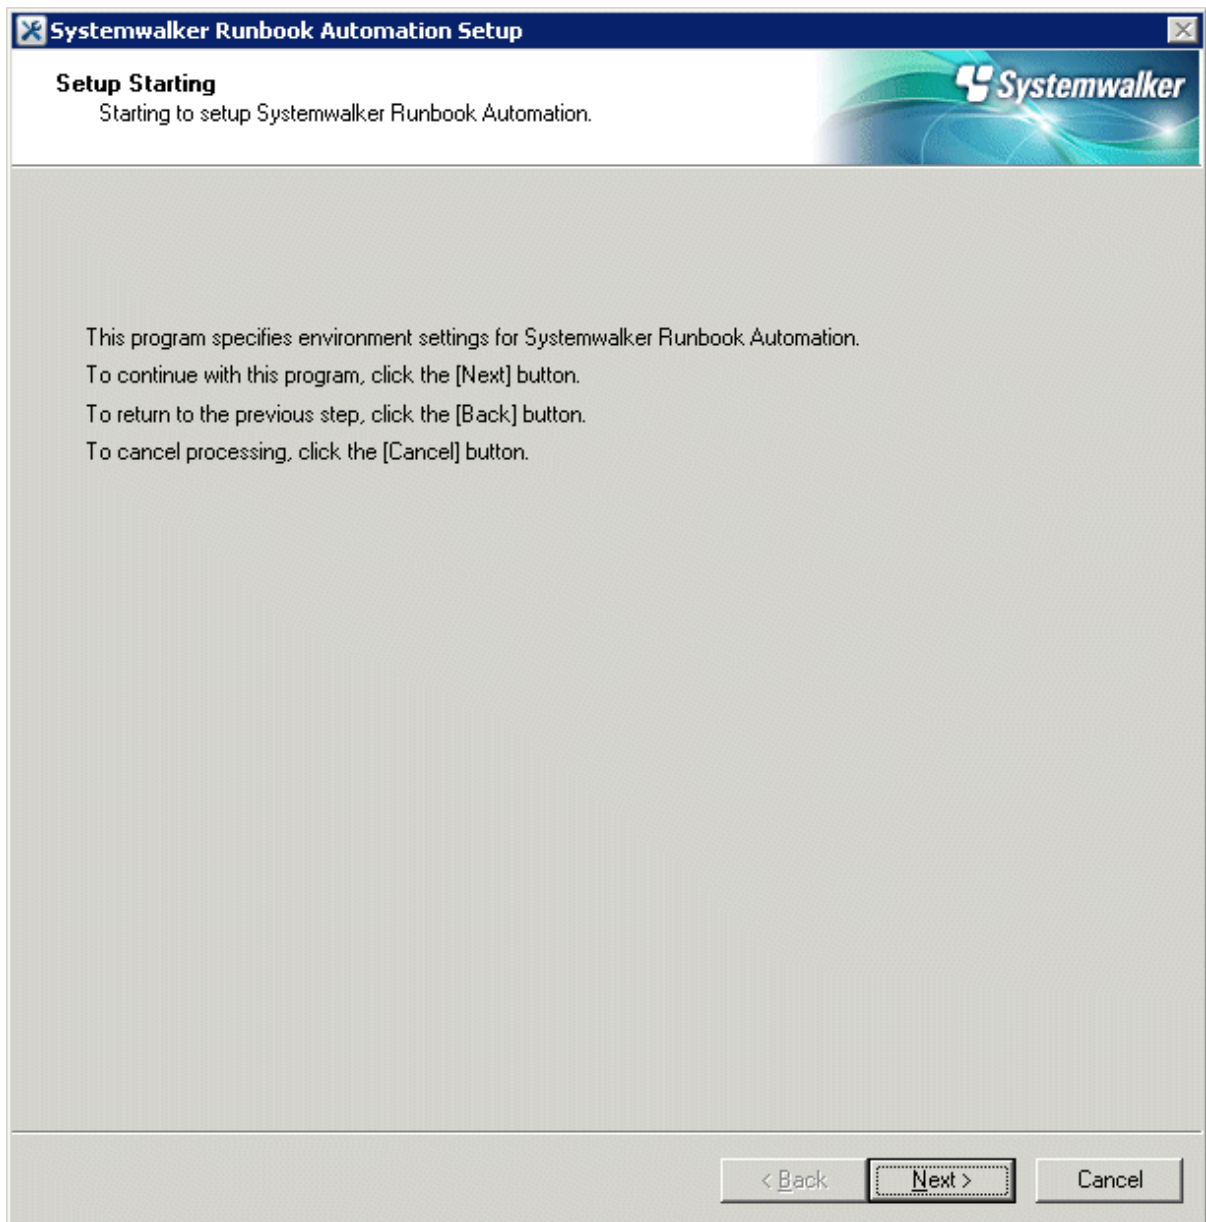 Systemwalker Runbook Automation Setup
Setup Starting
Starting to setup Systemwalker Runbook Automation.
Systemwalker
This program specifies environment settings for Systemwalker Runbook Automation.
To continue with this program, click the [Next] button.
To return to the previous step, click the [Back] button.
To cancel processing, click the [Cancel] button.
< Back Next > Cancel